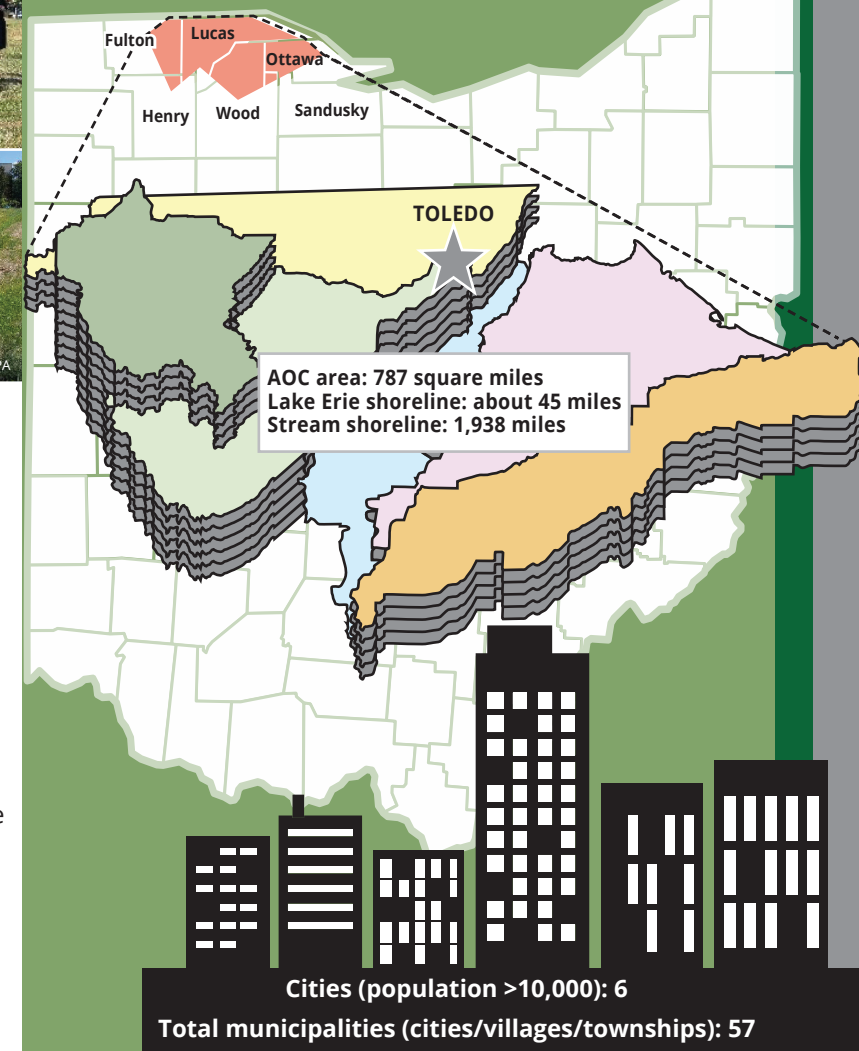 Fulton
Lucas
Ottawa
Henry
Wood
Sandusky
TOLEDO
AOC area: 787 square miles
Lake Erie shoreline: about 45 miles
Stream shoreline: 1,938 miles
Cities (population >10,000): 6
Total municipalities (cities/villages/townships): 57